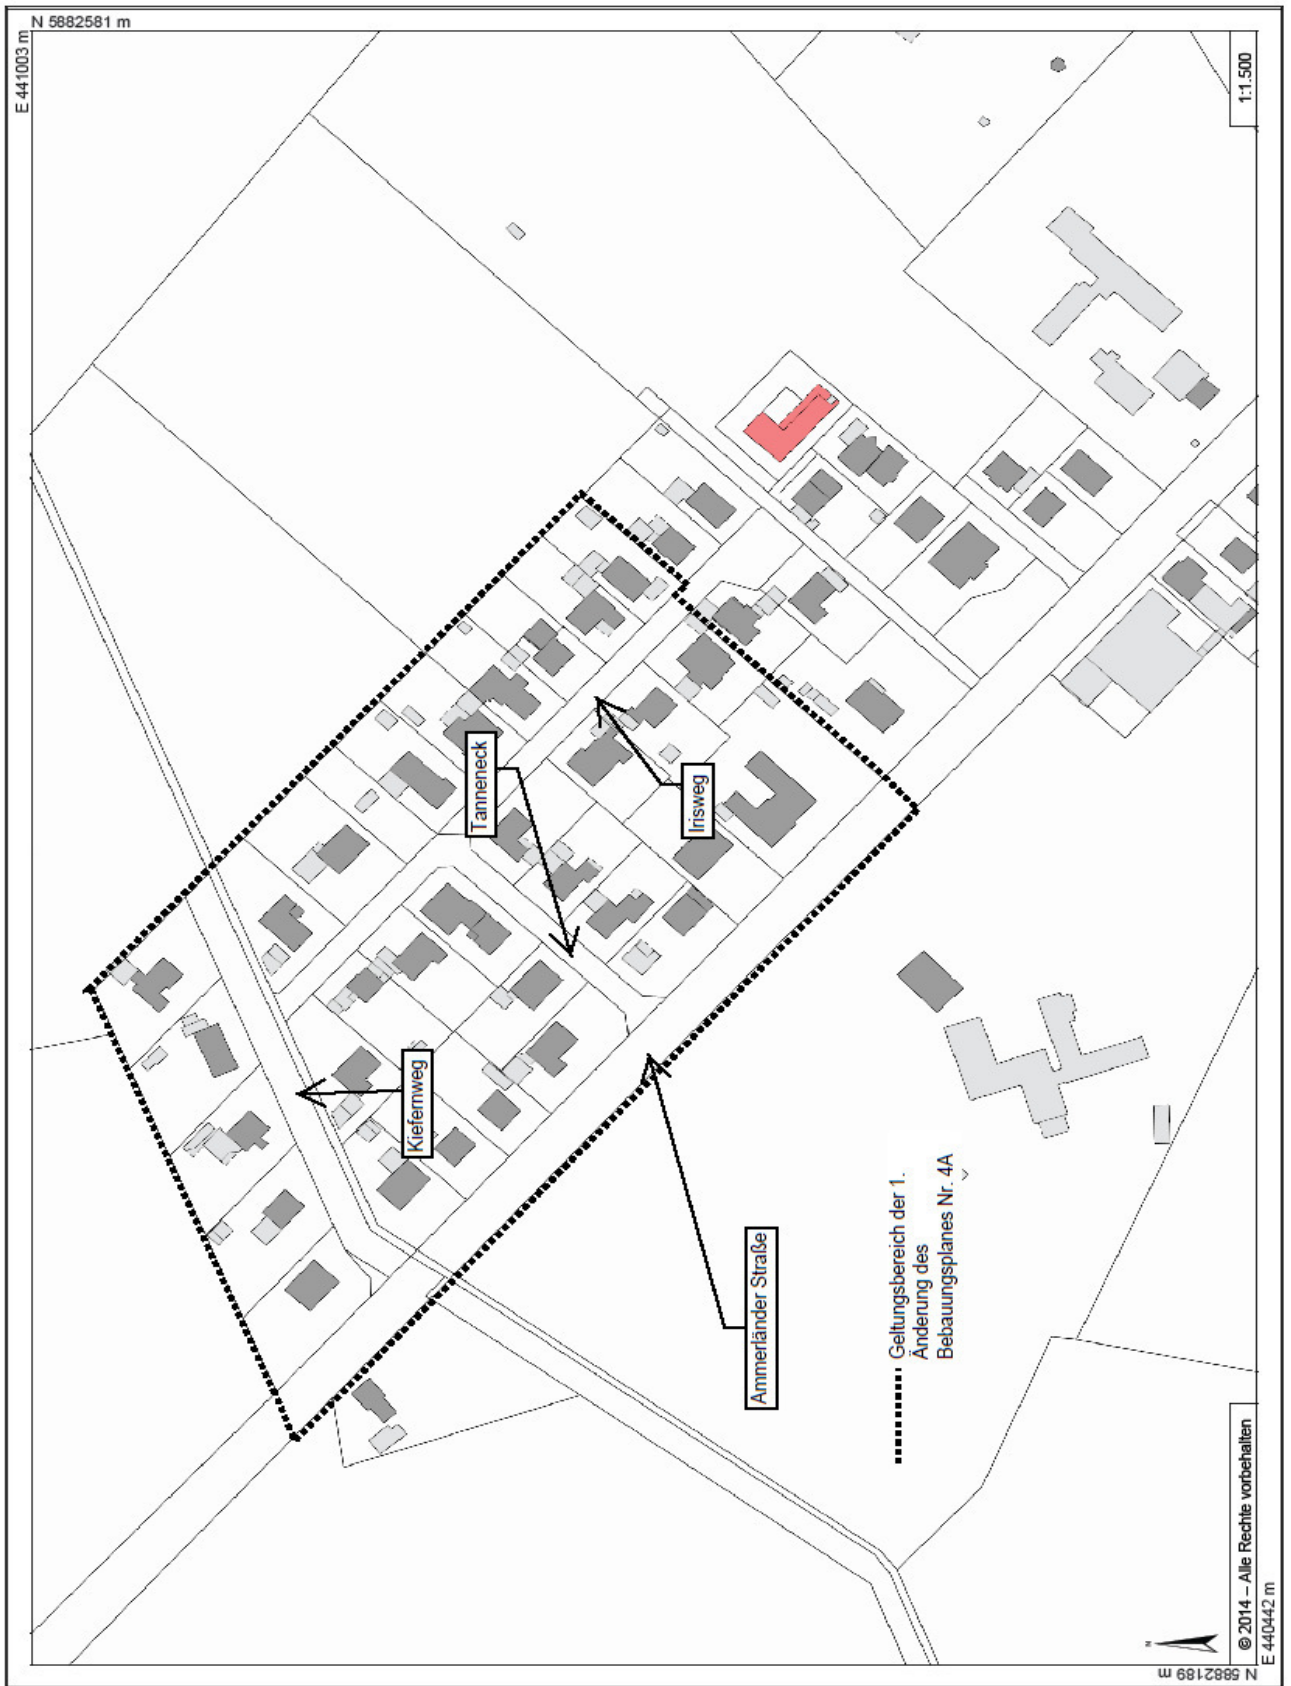 N 5882581 m
E 441003 m
1:1.500
Tanneneck
Irisweg
Kiefernweg
Ammerländer Straße
Geltungsbereich der 1.
Änderung des
Bebauungsplanes Nr. 4A
N
© 2014 – Alle Rechte vorbehalten
E 440442 m
N 5882189 m